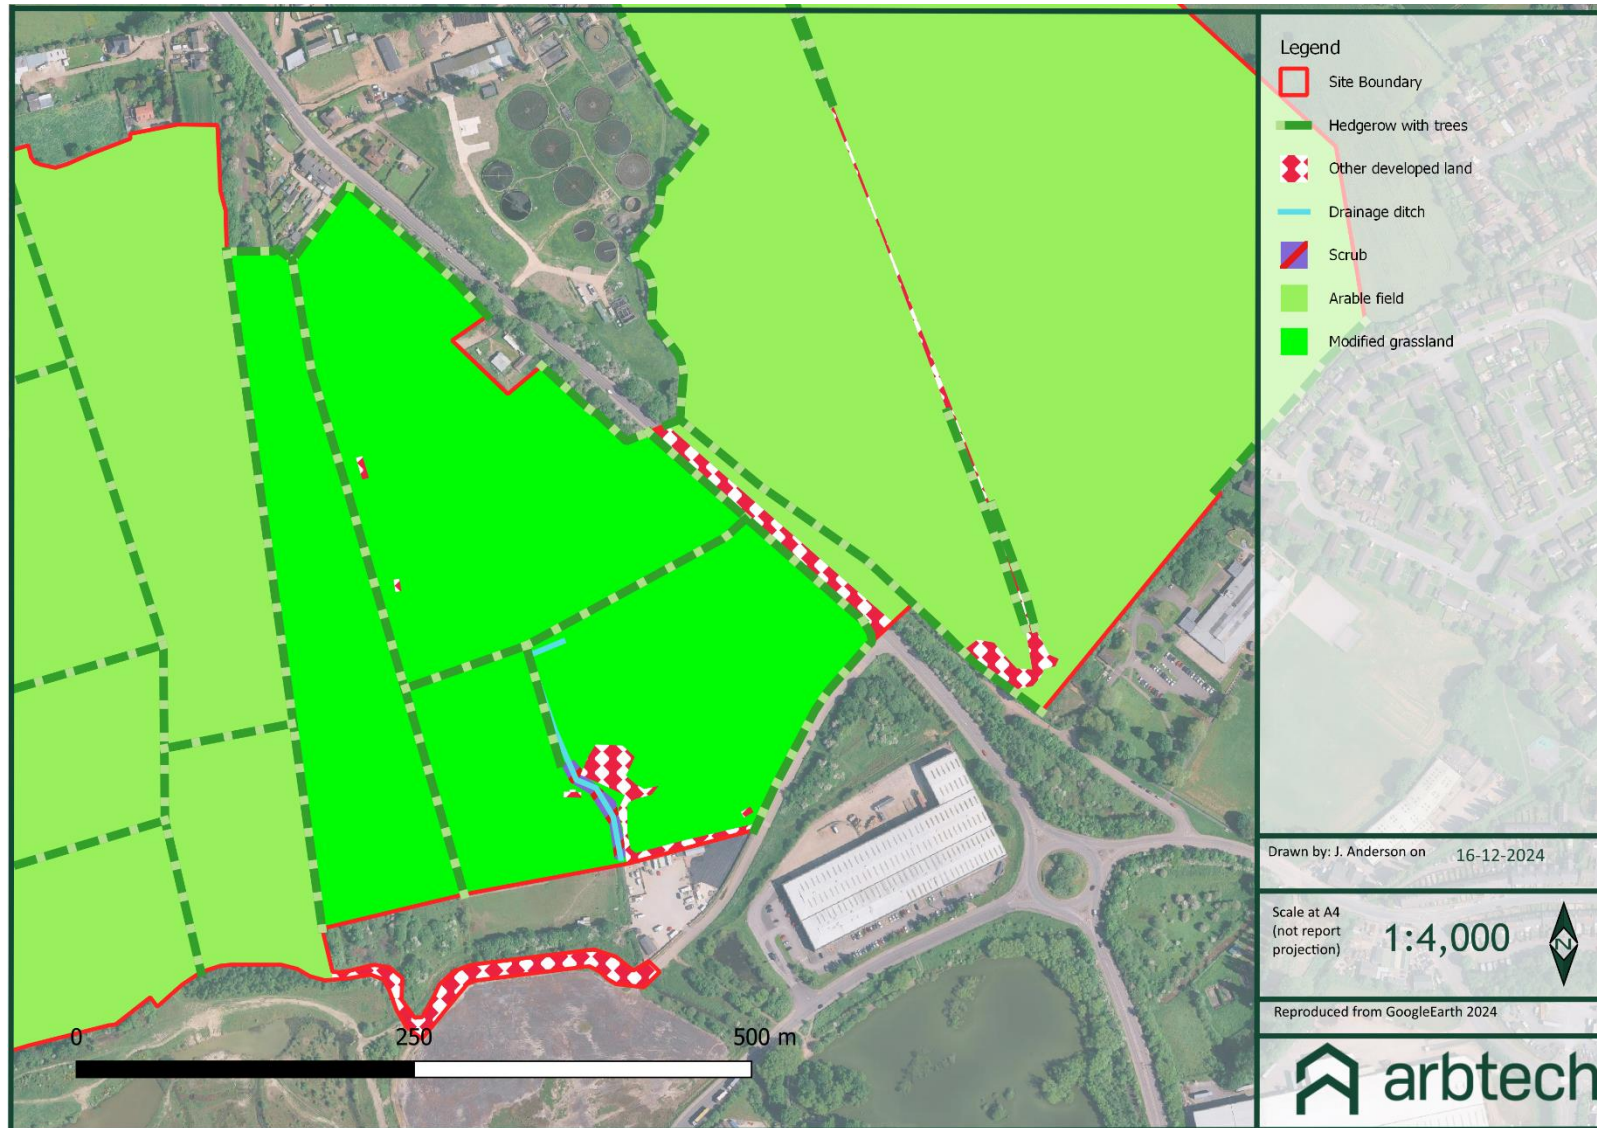 Legend
Site Boundary
Hedgerow with trees
Other developed land
Drainage ditch
Scrub
Arable field
Modified grassland
Drawn by: J. Anderson on 16-12-2024
Scale at A4
(not report
projection)
1:4,000
N
Reproduced from GoogleEarth 2024
arbtech
0 250 500 m